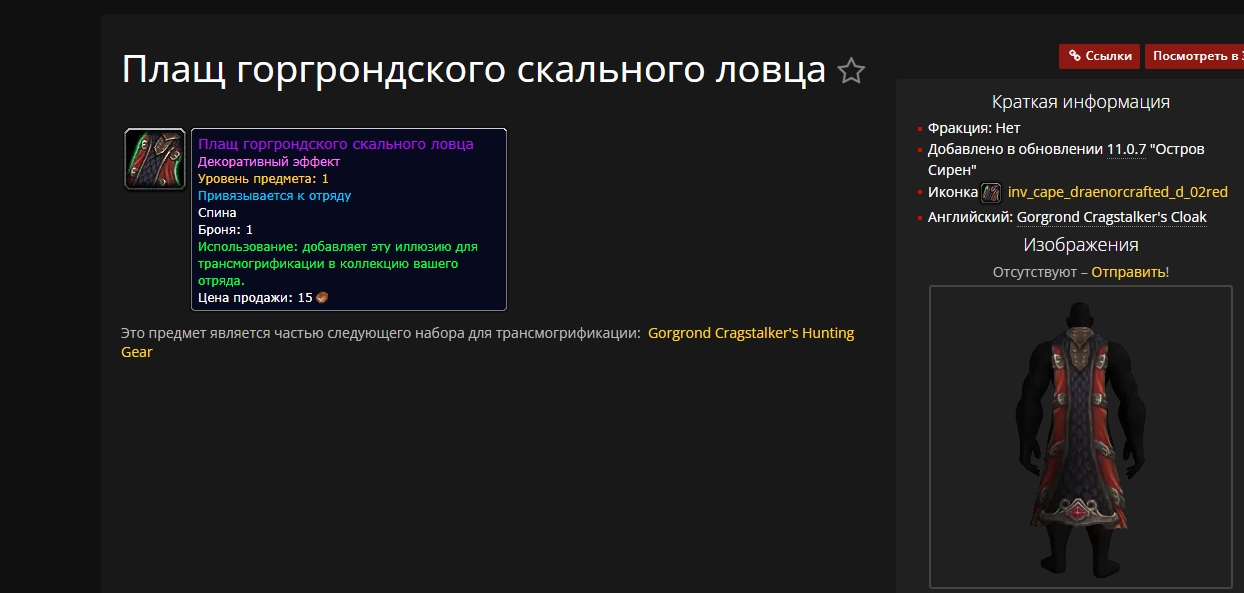 Плащ горгрондского скального ловца
Плащ горгрондского скального ловца
Декоративный эффект
Уровень предмета: 1
Привязывается к отряду
Спина
Броня: 1
Использование: добавляет эту иллюзию для
трансмогрификации в коллекцию вашего
отряда.
Цена продажи: 15
Это предмет является частью следующего набора для трансмогрификации: Gorgrond Cragstalker's Hunting
Gear
Ссылки
Посмотреть в
Краткая информация
Фракция: Нет
Добавлено в обновлении 11.0.7 "Остров
Сирен"
Иконка inv_cape_draenorcrafted_d_02red
Английский: Gorgrond Cragstalker's Cloak
Изображения
Отсутствуют – Отправить!